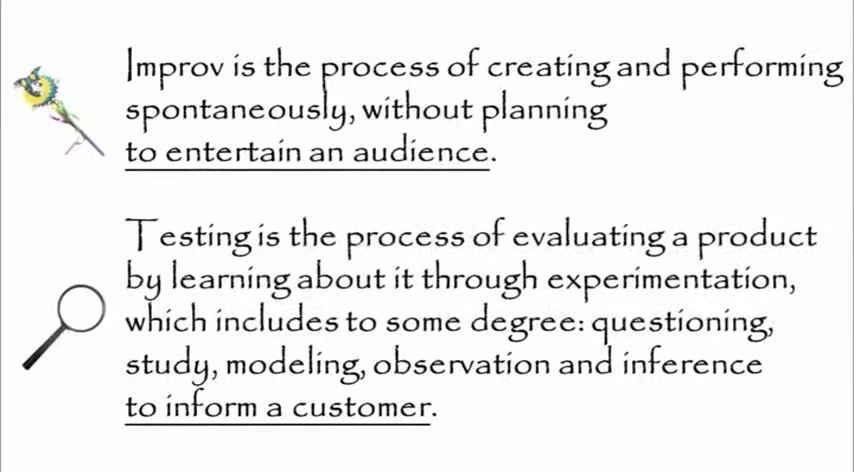 Improv is the process of creating and performing
spontaneously, without planning
to entertain an audience.
Testing is the process of evaluating a product
by learning about it through experimentation,
which includes to some degree: questioning,
study, modeling, observation and inference
to inform a customer.